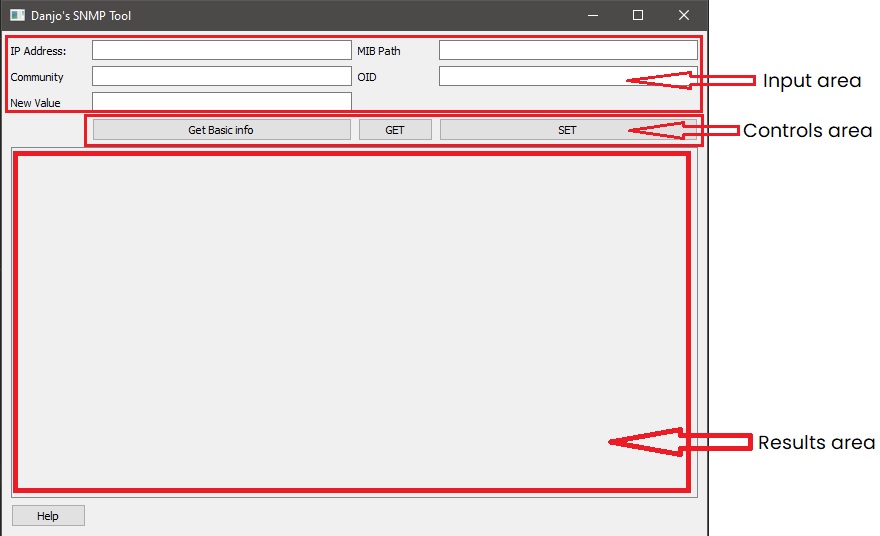 Danjo's SNMP Tool
IP Address: MIB Path
Community OID Input area
New Value
Get Basic info GET SET Controls area
Results area
Help